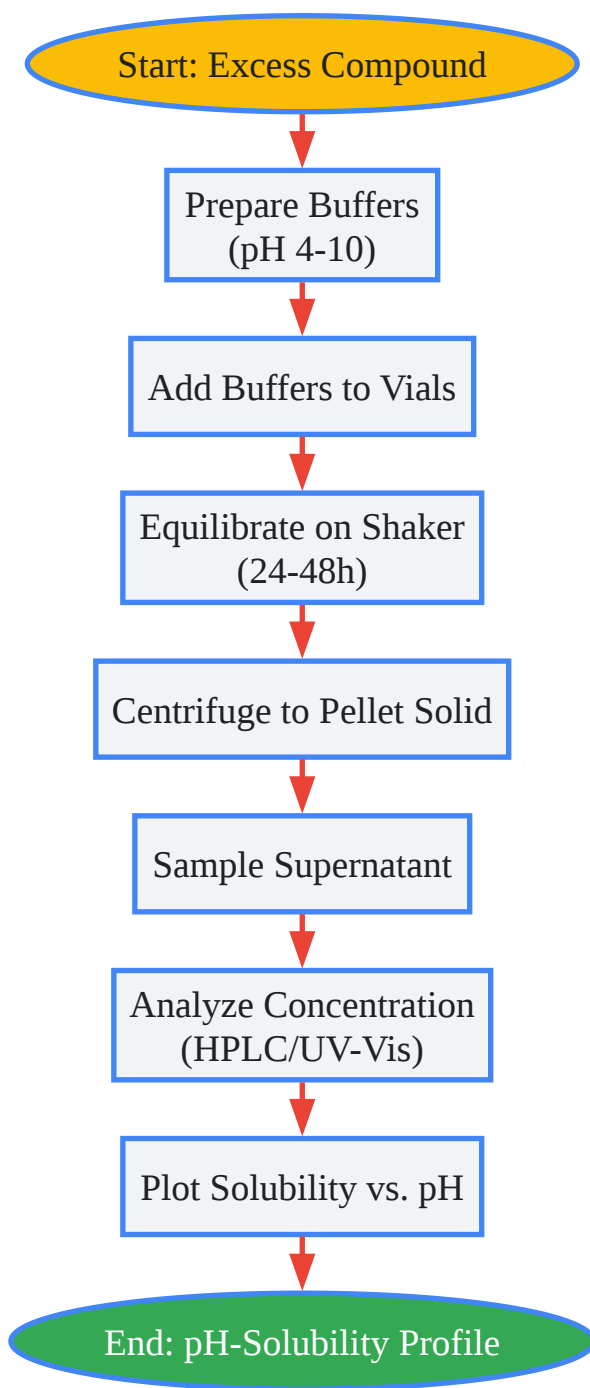 Start: Excess Compound
Prepare Buffers
(pH 4-10)
Add Buffers to Vials
Equilibrate on Shaker
(24-48h)
Centrifuge to Pellet Solid
Sample Supernatant
Analyze Concentration
(HPLC/UV-Vis)
Plot Solubility vs. pH
End: pH-Solubility Profile